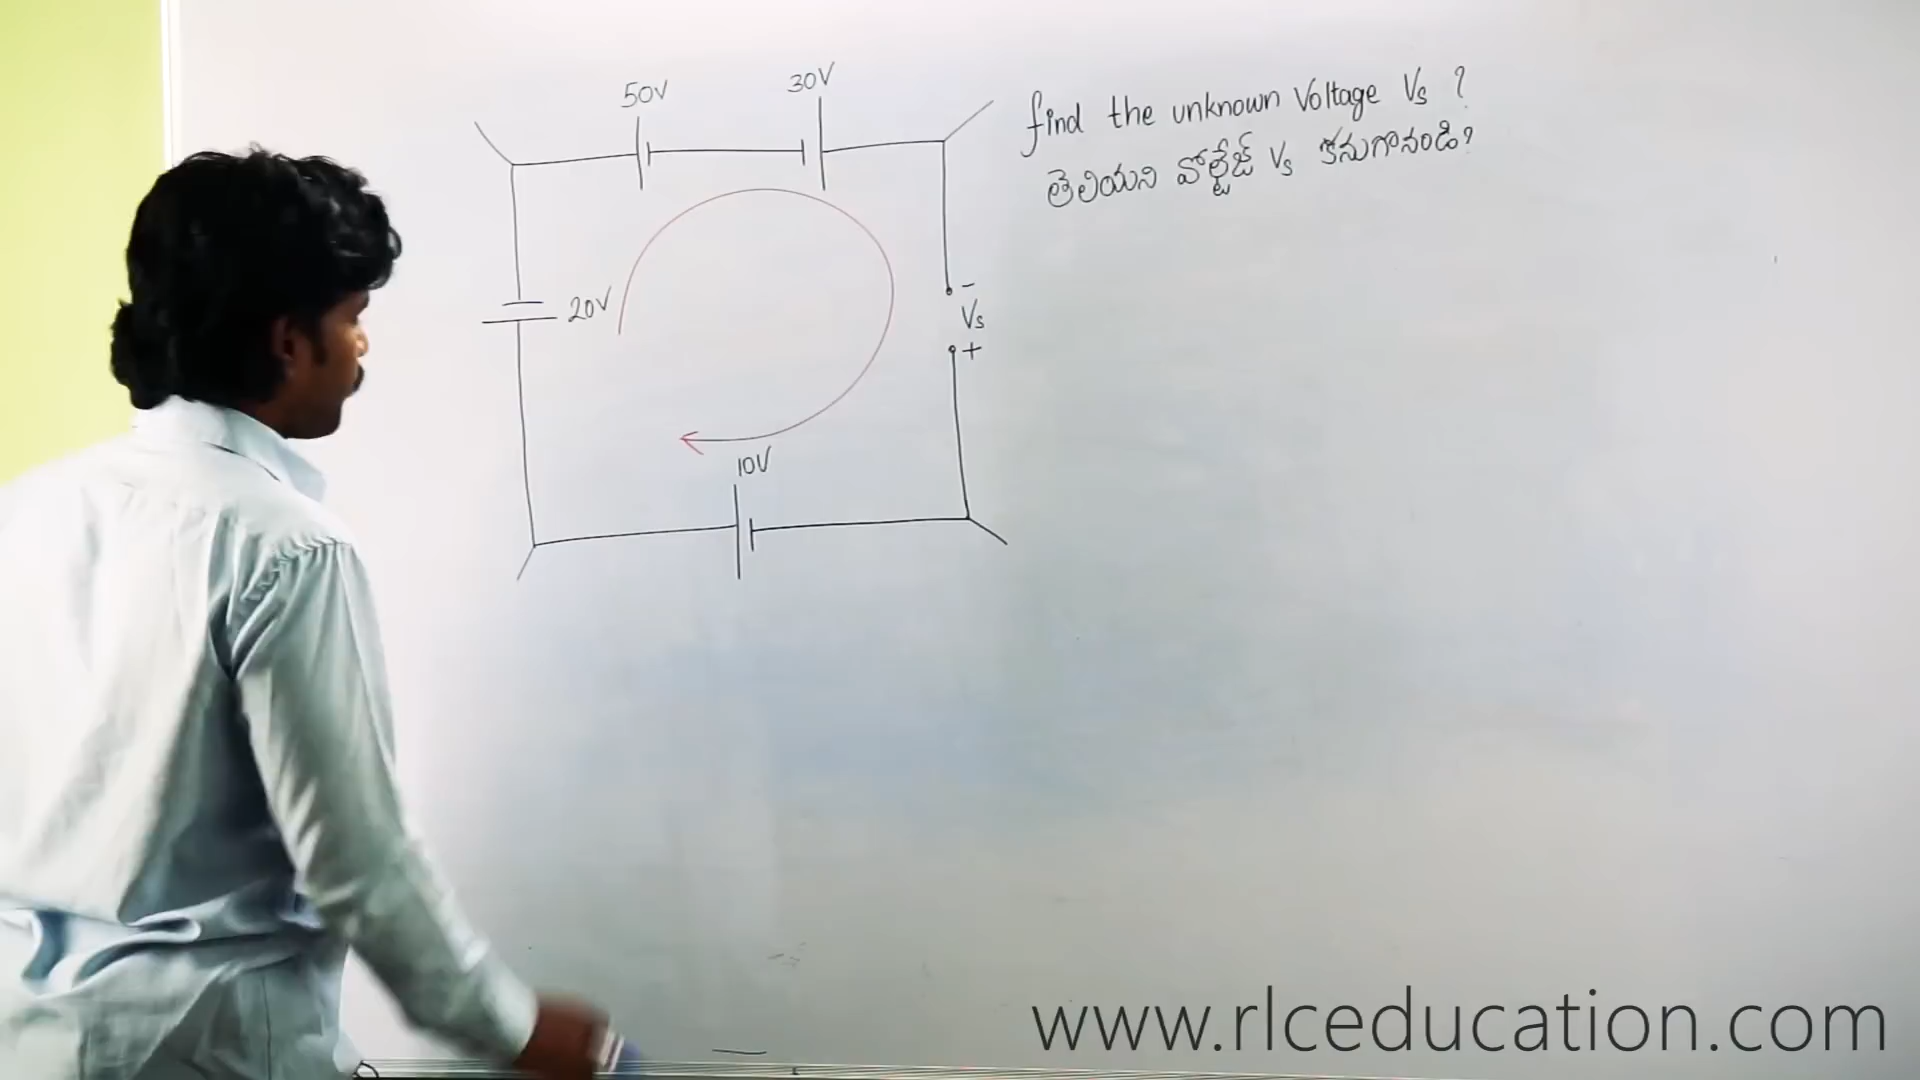 50V
30V
find the unknown Voltage Vs ?
తెలియని వోల్టేజ్ Vs కనుగొనండి?
20V
-
Vs
+
10V
www.rlceducation.com